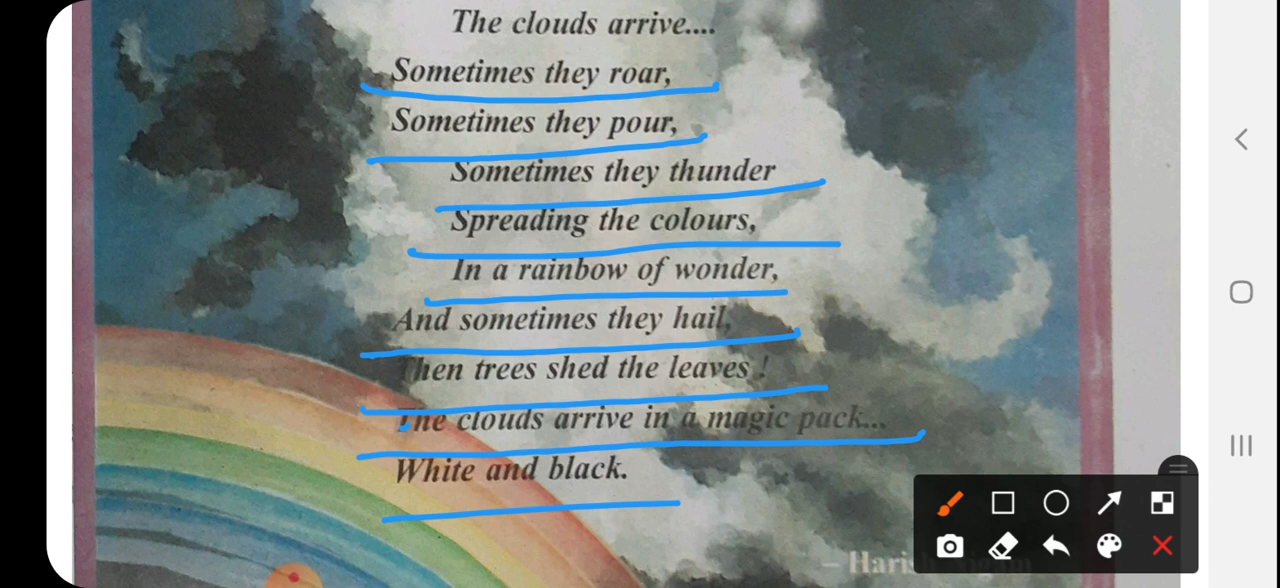 The clouds arrive....
Sometimes they roar,
Sometimes they pour,
Sometimes they thunder
Spreading the colours,
In a rainbow of wonder,
And sometimes they hail,
Then trees shed the leaves !
The clouds arrive in a magic pack...
White and black.
– Harish